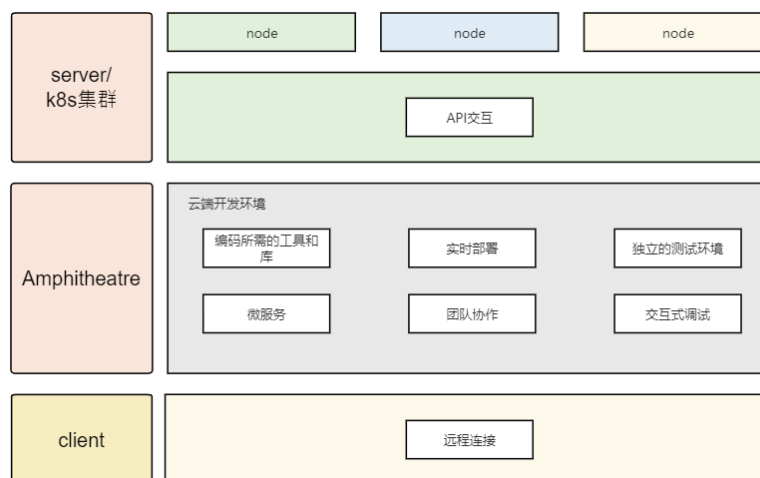 node
node
node
server/
k8s集群
API交互
云端开发环境
编码所需的工具和
库
实时部署
独立的测试环境
Amphitheatre
微服务
团队协作
交互式调试
client
远程连接